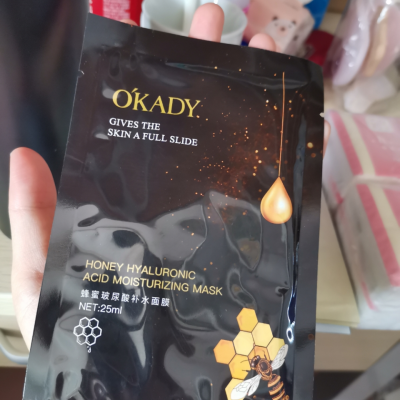 O'KADY
GIVES THE
SKIN A FULL SLIDE
HONEY HYALURONIC
ACID MOISTURIZING MASK
蜂蜜玻尿酸补水面膜
NET:25ml